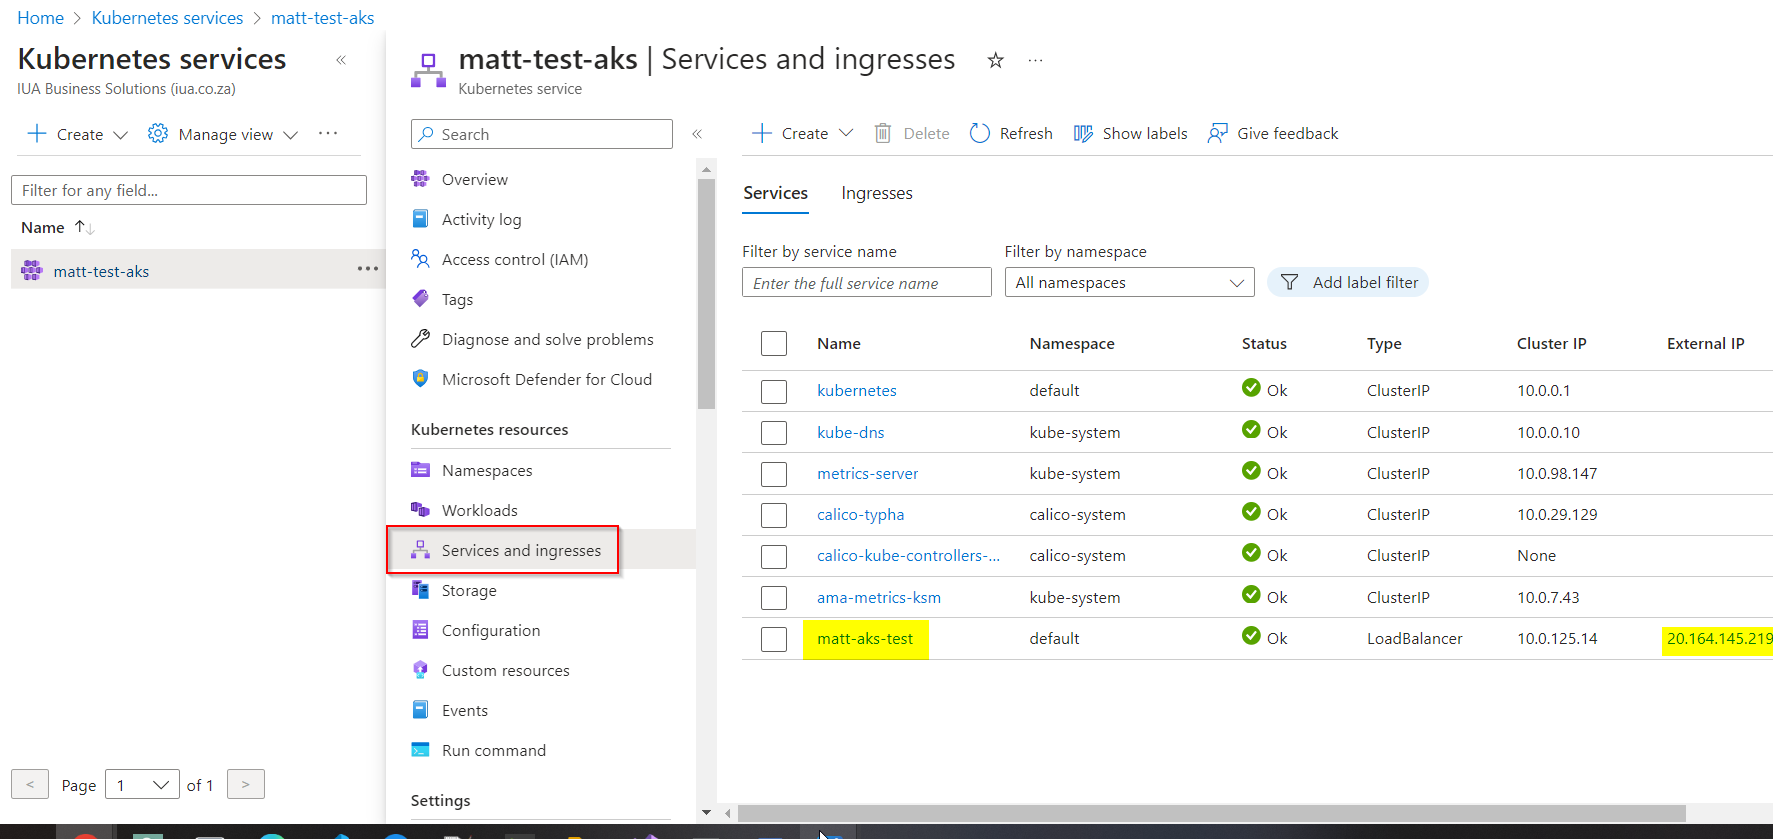 Home > Kubernetes services > matt-test-aks
Kubernetes services
IUA Business Solutions (iua.co.za)
Create
Manage view
Filter for any field...
Name
matt-test-aks
Page 1 of 1
matt-test-aks | Services and ingresses
Kubernetes service
Search
Overview
Activity log
Access control (IAM)
Tags
Diagnose and solve problems
Microsoft Defender for Cloud
Kubernetes resources
Namespaces
Workloads
Services and ingresses
Storage
Configuration
Custom resources
Events
Run command
Settings
Create Delete Refresh Show labels Give feedback
Services Ingresses
Filter by service name Filter by namespace
Enter the full service name All namespaces Add label filter
Name Namespace Status Type Cluster IP External IP
kubernetes default Ok ClusterIP 10.0.0.1
kube-dns kube-system Ok ClusterIP 10.0.0.10
metrics-server kube-system Ok ClusterIP 10.0.98.147
calico-typha calico-system Ok ClusterIP 10.0.29.129
calico-kube-controllers-... calico-system Ok ClusterIP None
ama-metrics-ksm kube-system Ok ClusterIP 10.0.7.43
matt-aks-test default Ok LoadBalancer 10.0.125.14 20.164.145.219